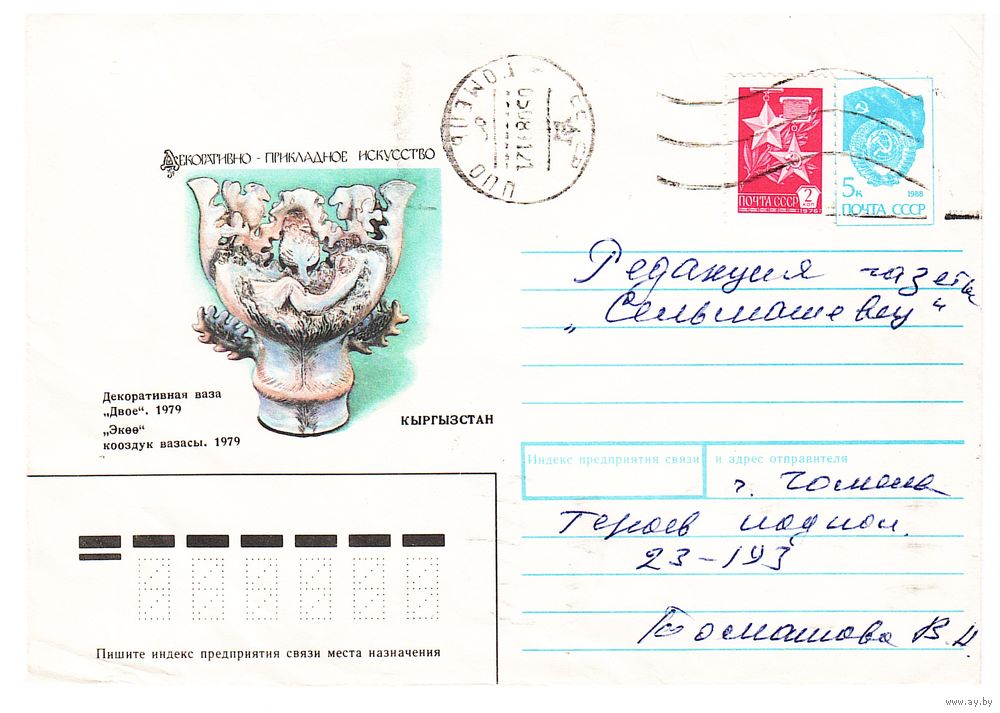 Декоративно - прикладное искусство
Декоративная ваза
„Двое“. 1979
„Экөө“
кооздук вазасы. 1979
КЫРГЫЗСТАН
ГОМЕЛЬ
СССР
2 КОП
ПОЧТА СССР
1976
5к
1988
ПОЧТА СССР
Редакция газеты
„Сельмашевец“
Индекс предприятия связи и адрес отправителя
г. Гомель
Героев подпол.
23-193
В.И.
Пишите индекс предприятия связи места назначения
www.ay.by